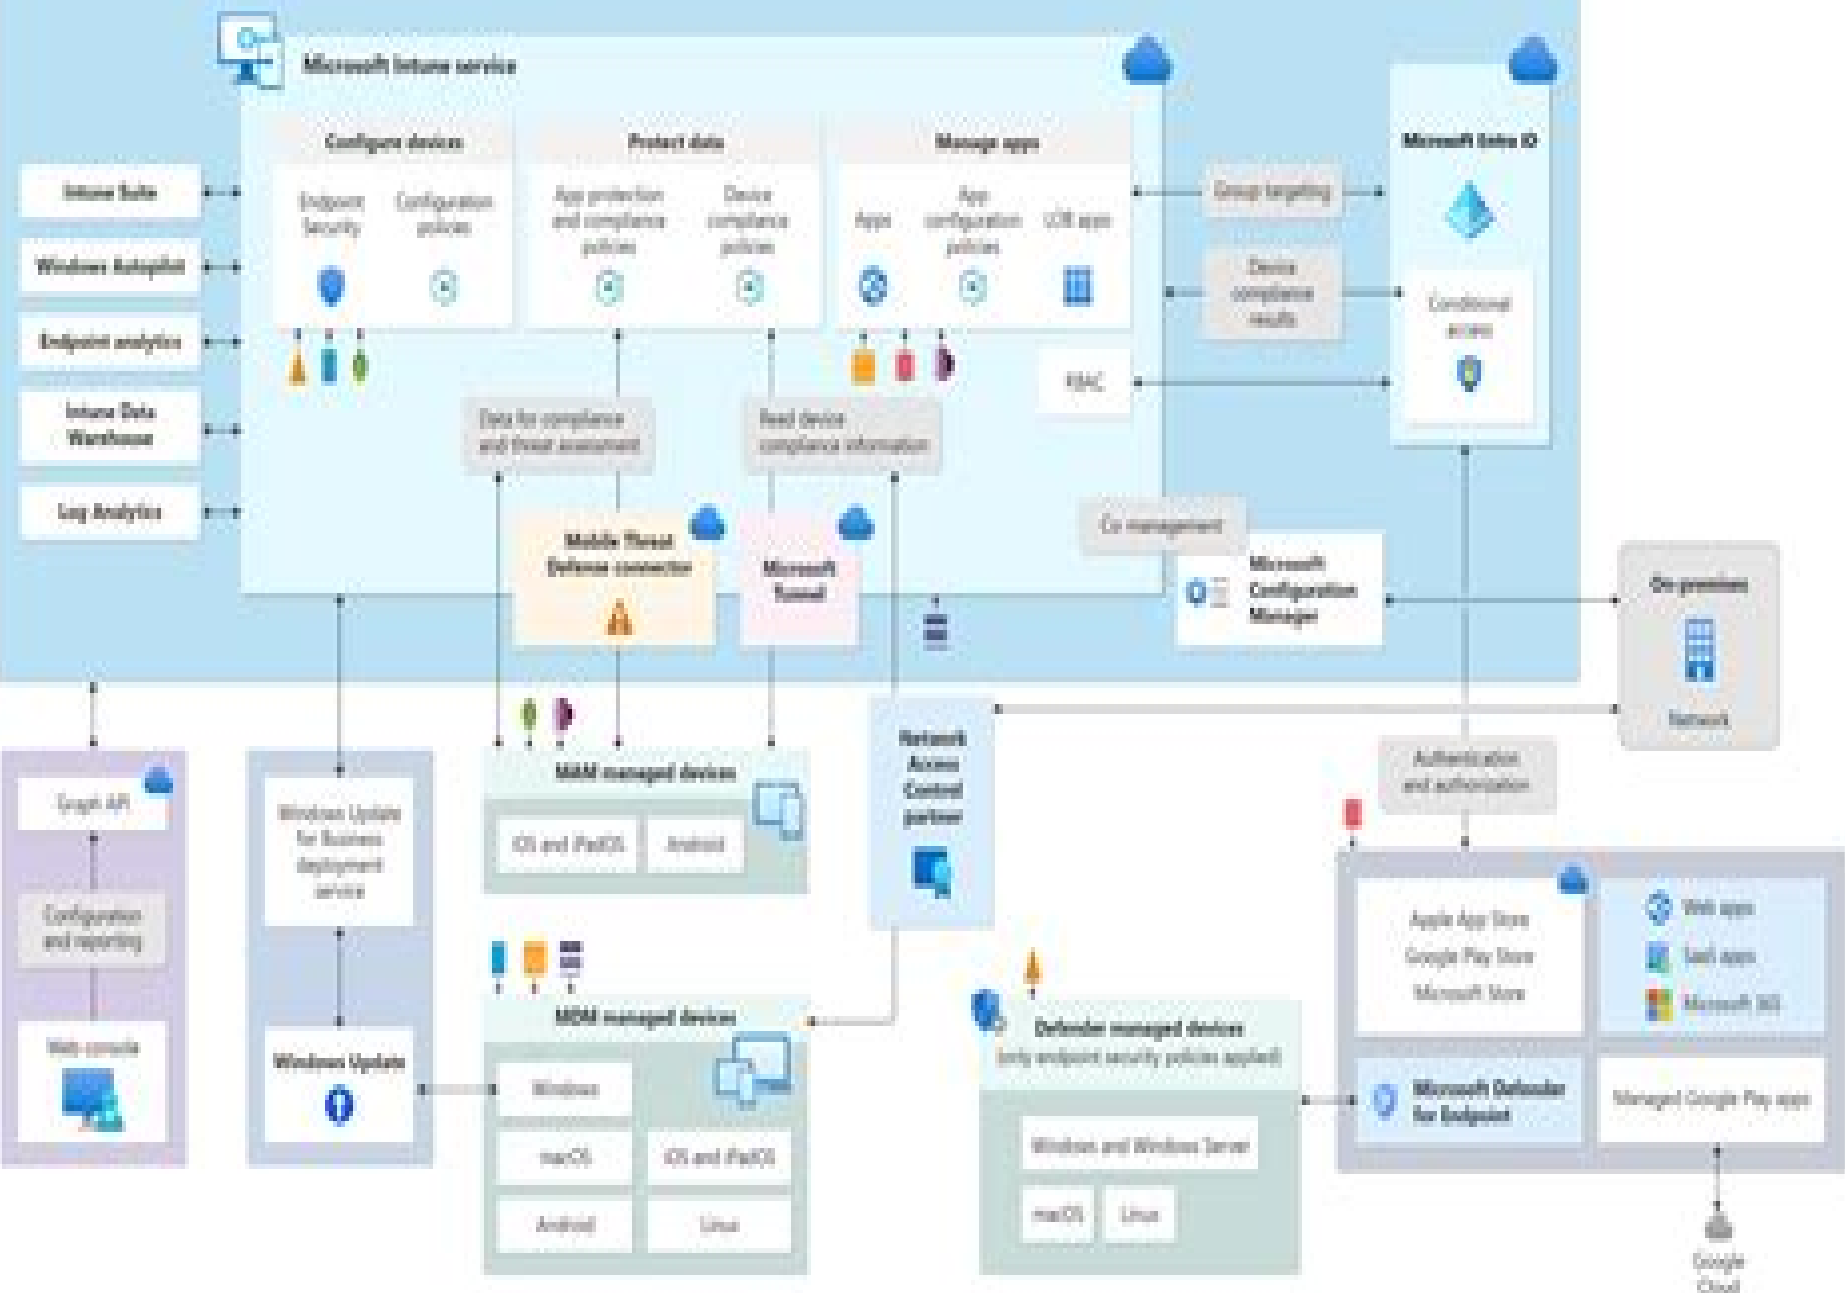 Microsoft Intune service
Configure devices
Protect data
Manage apps
Microsoft Entra ID
Intune Suite
Windows Autopilot
Endpoint analytics
Intune Data
Warehouse
Log Analytics
Endpoint
Security
Configuration
policies
App protection
and compliance
policies
Device
compliance
policies
Apps
App
configuration
policies
LOB apps
Group targeting
Device
compliance
results
Conditional
access
RBAC
Data for compliance
and threat assessment
Read device
compliance information
Co management
Mobile Threat
Defense connector
Microsoft
Tunnel
Microsoft
Configuration
Manager
On-premises
Network
Graph API
Configuration
and reporting
Web console
Windows Update
for Business
deployment
service
Windows Update
MAM managed devices
iOS and iPadOS
Android
Network
Access
Control
partner
Authentication
and authorization
MDM managed devices
Windows
macOS
iOS and iPadOS
Android
Linux
Defender managed devices
(only endpoint security policies applied)
Windows and Windows Server
macOS
Linux
Apple App Store
Google Play Store
Microsoft Store
Web apps
SaaS apps
Microsoft 365
Microsoft Defender
for Endpoint
Managed Google Play apps
Google
Cloud